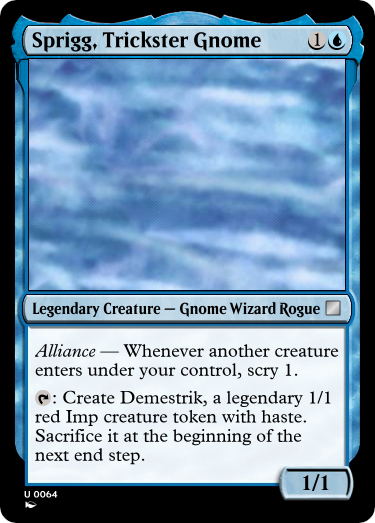 Sprigg, Trickster Gnome 1
Legendary Creature — Gnome Wizard Rogue
Alliance — Whenever another creature
enters under your control, scry 1.
: Create Demestrik, a legendary 1/1
red Imp creature token with haste.
Sacrifice it at the beginning of the
next end step.
1/1
U 0064